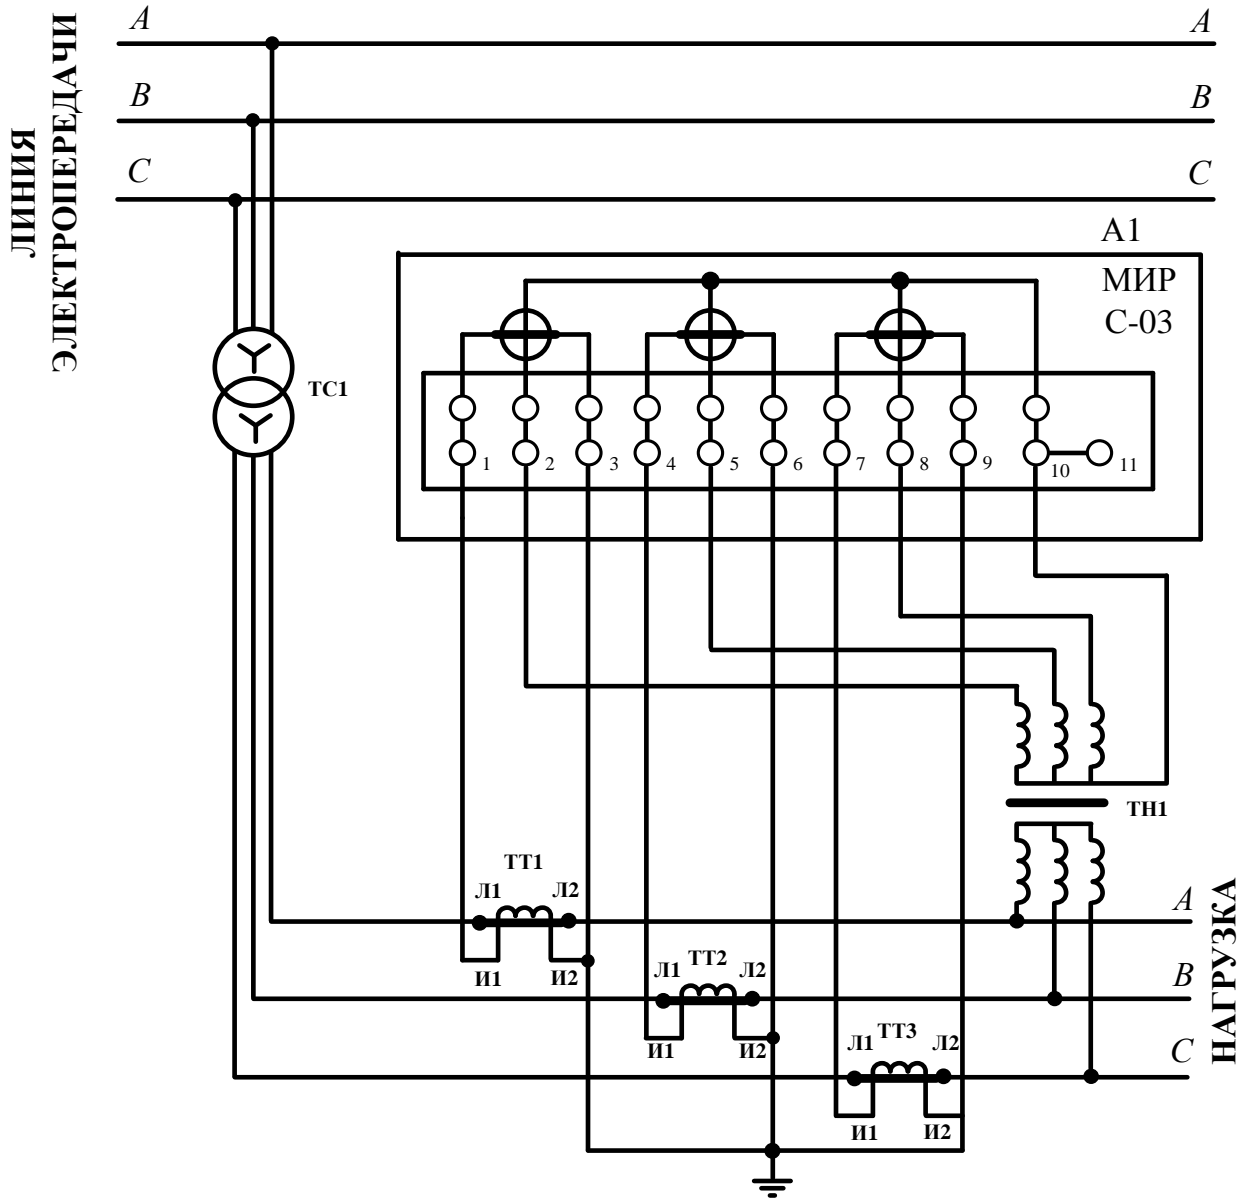 ЛИНИЯ
ЭЛЕКТРОПЕРЕДАЧИ
A A
B B
C C
А1
МИР
С-03
ТС1
1 2 3 4 5 6 7 8 9 10 11
ТН1
ТТ1
Л1 Л2
И1 И2
A
ТТ2
Л1 Л2
И1 И2
B
ТТ3
Л1 Л2
И1 И2
C
НАГРУЗКА